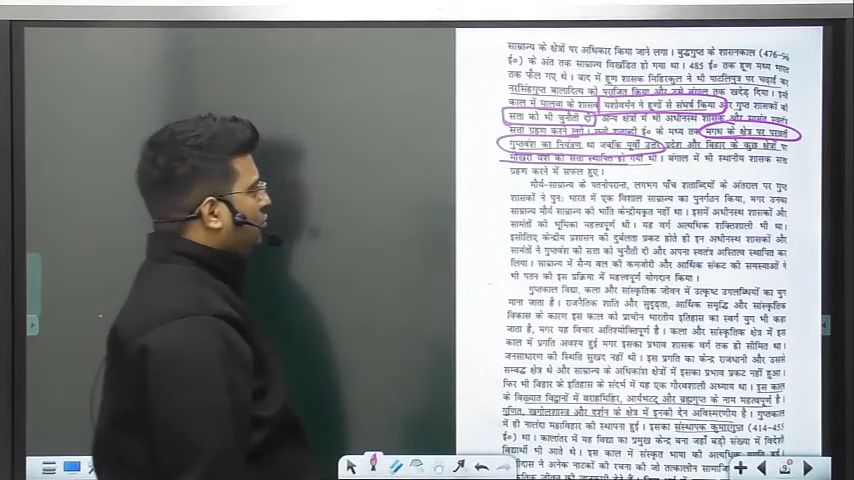 साम्राज्य के क्षेत्रों पर अधिकार किया जाने लगा । बुद्धगुप्त के शासनकाल (476-
ई०) के अंत तक साम्राज्य विखंडित हो गया था । 485 ई० तक हूण मध्य भारत
तक फैल गए थे । बाद में हूण शासक मिहिरकुल ने भी पाटलिपुत्र पर चढ़ाई का
नरसिंहगुप्त बालादित्य को पराजित किया और उसे बंगाल तक खदेड़ दिया । इसी
काल में मालवा के शासक यशोवर्मन ने हूणों से संघर्ष किया और गुप्त शासकों की
सत्ता को भी चुनौती दी अन्य क्षेत्रों में भी अधीनस्थ शासक और सामंत स्वतंत्र
सत्ता ग्रहण करने लगे । ई० के मध्य तक मगध के क्षेत्र पर परवर्ती
गुप्तवंश का नियंत्रण था जबकि पूर्वी उत्तर प्रदेश और बिहार के कुछ क्षेत्रों पर
मौखरी वंश की सत्ता स्थापित हो गयी थी । बंगाल में भी स्थानीय शासक सत्ता
ग्रहण करने में सफल हुए ।
मौर्य-साम्राज्य के पतनोपरान्त, लगभग पाँच शताब्दियों के अंतराल पर गुप्त
शासकों ने पुनः भारत में एक विशाल साम्राज्य का पुनर्गठन किया, मगर उनका
साम्राज्य मौर्य साम्राज्य की भाँति केन्द्रीयकृत नहीं था । इसमें अधीनस्थ शासकों और
सामंतों की भूमिका महत्वपूर्ण थी । यह वर्ग अत्यधिक शक्तिशाली भी था ।
इसीलिए केन्द्रीय प्रशासन की दुर्बलता प्रकट होते ही इन अधीनस्थ शासकों और
सामंतों ने गुप्तवंश की सत्ता को चुनौती दी और अपना स्वतंत्र अस्तित्व स्थापित कर
लिया । साम्राज्य में सैन्य बल की कमजोरी और आर्थिक संकट की समस्याओं ने
भी पतन की इस प्रक्रिया में महत्त्वपूर्ण योगदान किया ।
गुप्तकाल विद्या, कला और सांस्कृतिक जीवन में उत्कृष्ट उपलब्धियों का युग
माना जाता है । राजनैतिक शांति और सुदृढ़ता, आर्थिक समृद्धि और सांस्कृतिक
विकास के कारण इस काल को प्राचीन भारतीय इतिहास का स्वर्ण युग भी कहा
जाता है, मगर यह विचार अतिश्योक्तिपूर्ण है । कला और सांस्कृतिक क्षेत्र में इस
काल में प्रगति अवश्य हुई मगर इसका प्रभाव शासक वर्ग तक ही सीमित था ।
जनसाधारण की स्थिति सुखद नहीं थी । इस प्रगति का केन्द्र राजधानी और उससे
सम्बद्ध क्षेत्र थे और साम्राज्य के अधिकांश क्षेत्रों में इसका प्रभाव प्रकट नहीं हुआ ।
फिर भी बिहार के इतिहास के संदर्भ में यह एक गौरवशाली अध्याय था । इस काल
के विख्यात विद्वानों में वराहमिहिर, आर्यभट्ट और ब्रह्मगुप्त के नाम महत्वपूर्ण है ।
गणित, खगोलशास्त्र और दर्शन के क्षेत्र में इनकी देन अविस्मरणीय है । गुप्तकाल
में ही नालंदा महाविहार की स्थापना हुई । इसका संस्थापक कुमारगुप्त (414-455
ई०) था । कालांतर में यह विद्या का प्रमुख केन्द्र बना जहाँ बड़ी संख्या में विदेशी
विद्यार्थी भी आते थे । इस काल में संस्कृत भाषा की
ने अनेक नाटकों की रचना की जो तत्कालीन